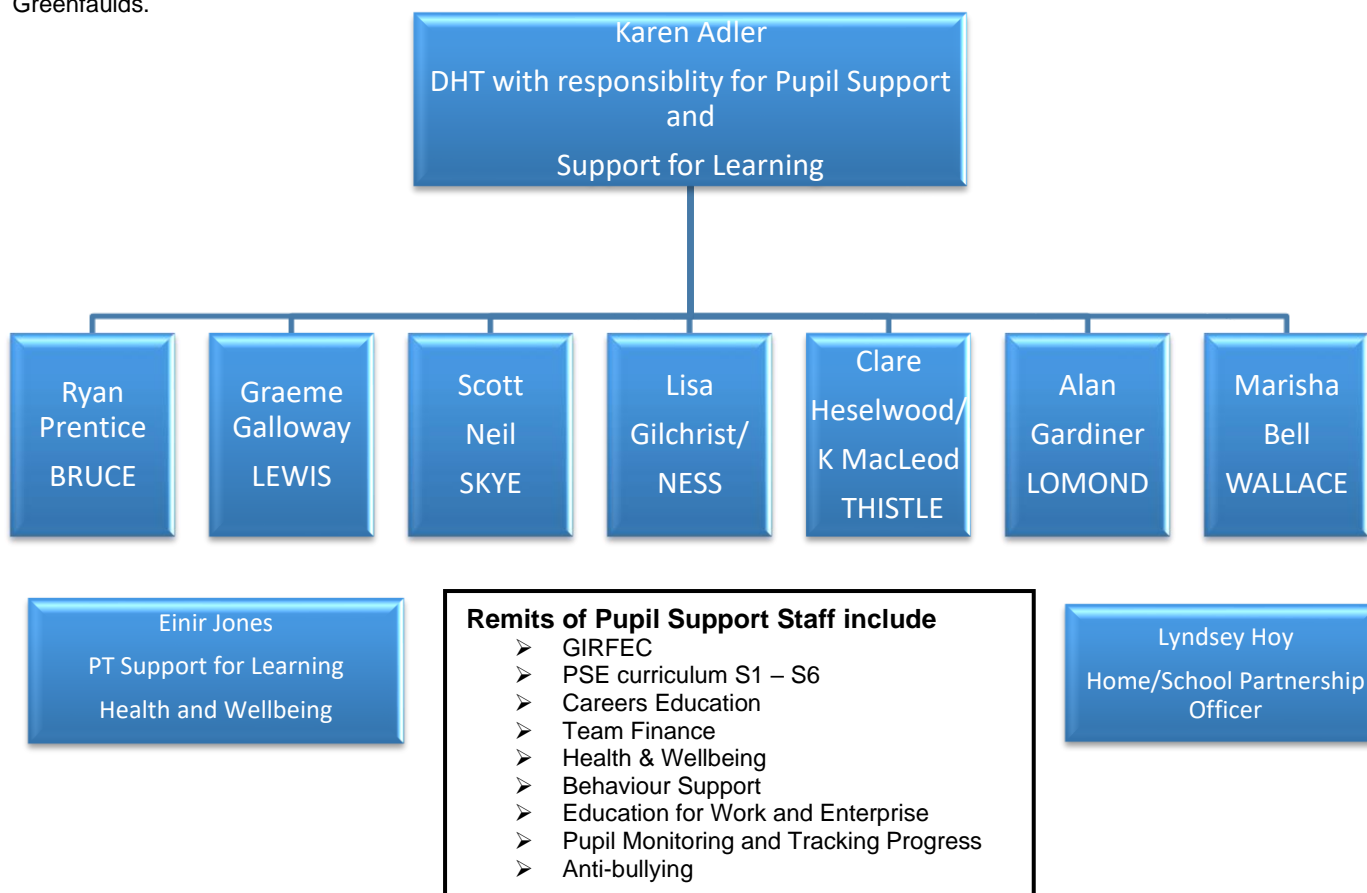 Greenfaulds.
Karen Adler
DHT with responsiblity for Pupil Support
and
Support for Learning
Ryan
Prentice
BRUCE
Graeme
Galloway
LEWIS
Scott
Neil
SKYE
Lisa
Gilchrist/
NESS
Clare
Heselwood/
K MacLeod
THISTLE
Alan
Gardiner
LOMOND
Marisha
Bell
WALLACE
Einir Jones
PT Support for Learning
Health and Wellbeing
Remits of Pupil Support Staff include
➢ GIRFEC
➢ PSE curriculum S1 – S6
➢ Careers Education
➢ Team Finance
➢ Health & Wellbeing
➢ Behaviour Support
➢ Education for Work and Enterprise
➢ Pupil Monitoring and Tracking Progress
➢ Anti-bullying
Lyndsey Hoy
Home/School Partnership
Officer